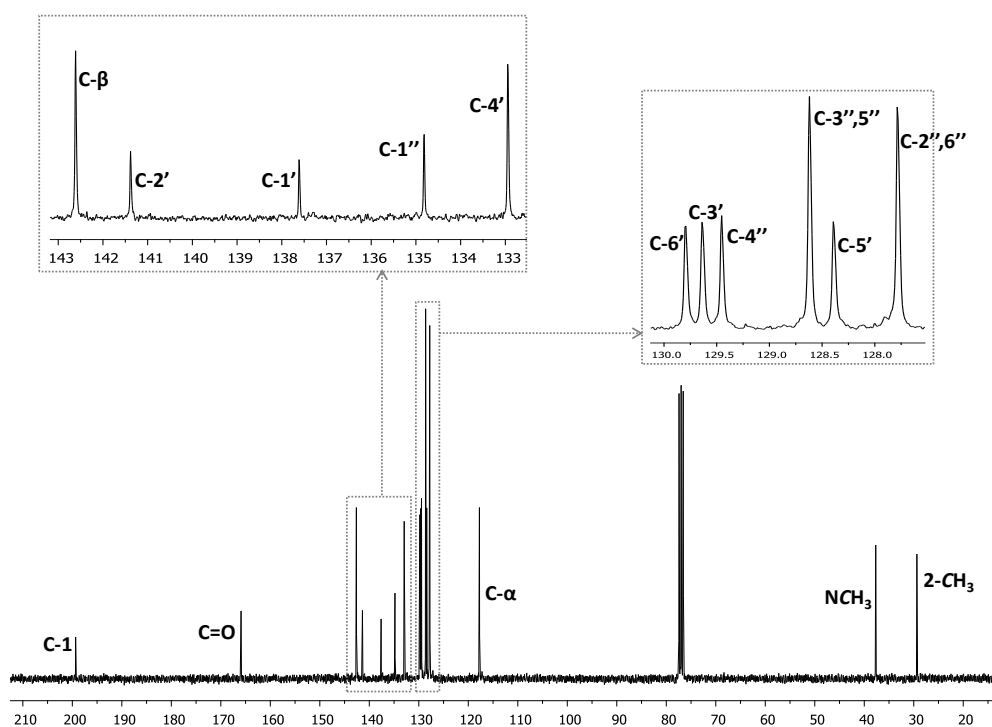 C-β
C-2’
C-1’
C-1’’
C-4’
143 142 141 140 139 138 137 136 135 134 133
C-6’
C-3’
C-4’’
C-3’’,5’’
C-5’
C-2’’,6’’
130.0 129.5 129.0 128.5 128.0
C-1
C=O
C-α
NCH₃
2-CH₃
210 200 190 180 170 160 150 140 130 120 110 100 90 80 70 60 50 40 30 20